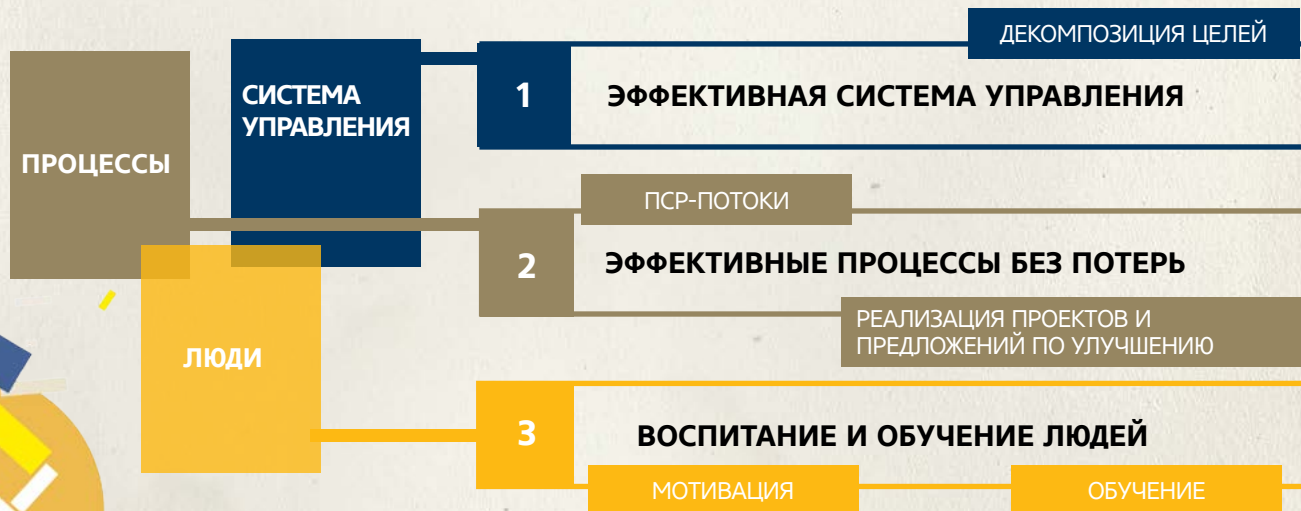 ПРОЦЕССЫ
СИСТЕМА
УПРАВЛЕНИЯ
ЛЮДИ
ДЕКОМПОЗИЦИЯ ЦЕЛЕЙ
1
ЭФФЕКТИВНАЯ СИСТЕМА УПРАВЛЕНИЯ
ПСР-ПОТОКИ
2
ЭФФЕКТИВНЫЕ ПРОЦЕССЫ БЕЗ ПОТЕРЬ
РЕАЛИЗАЦИЯ ПРОЕКТОВ И
ПРЕДЛОЖЕНИЙ ПО УЛУЧШЕНИЮ
3
ВОСПИТАНИЕ И ОБУЧЕНИЕ ЛЮДЕЙ
МОТИВАЦИЯ
ОБУЧЕНИЕ